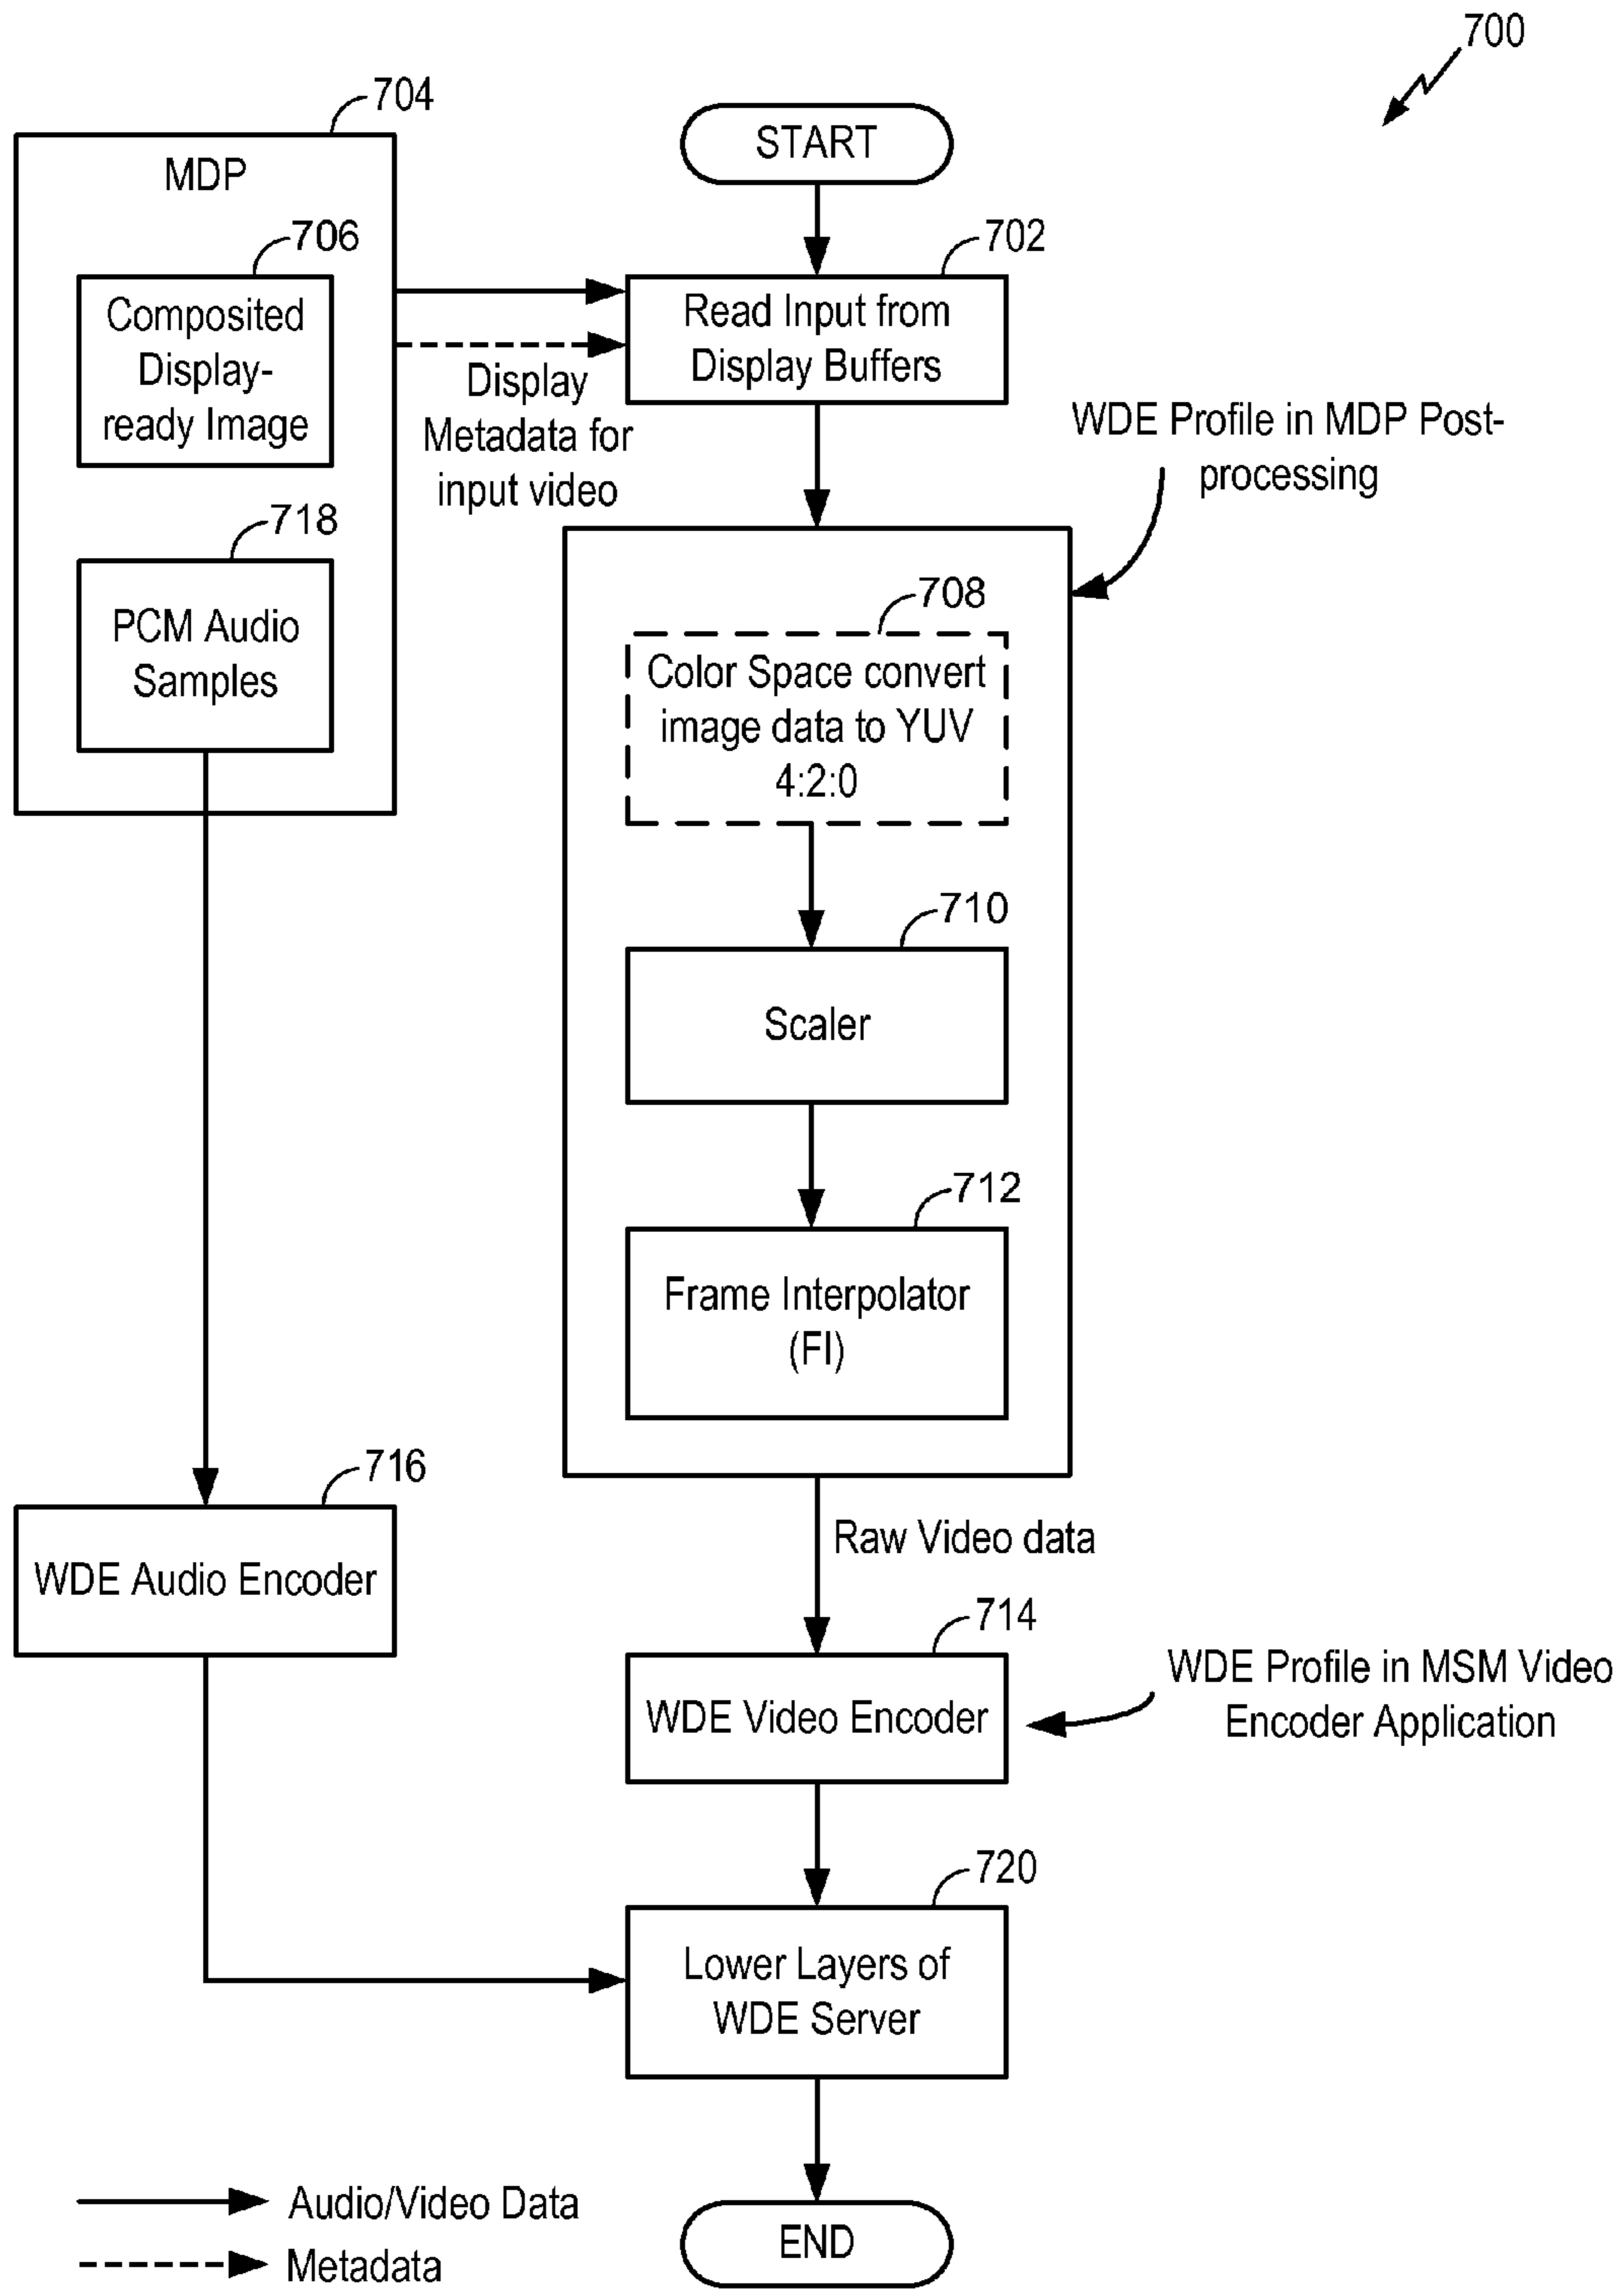 700
704
MDP
706
Composited
Display-
ready Image
718
PCM Audio
Samples
START
702
Read Input from
Display Buffers
Display
Metadata for
input video
WDE Profile in MDP Post-
processing
708
Color Space convert
image data to YUV
4:2:0
710
Scaler
712
Frame Interpolator
(FI)
716
WDE Audio Encoder
Raw Video data
714
WDE Video Encoder
WDE Profile in MSM Video
Encoder Application
720
Lower Layers of
WDE Server
END
Audio/Video Data
Metadata